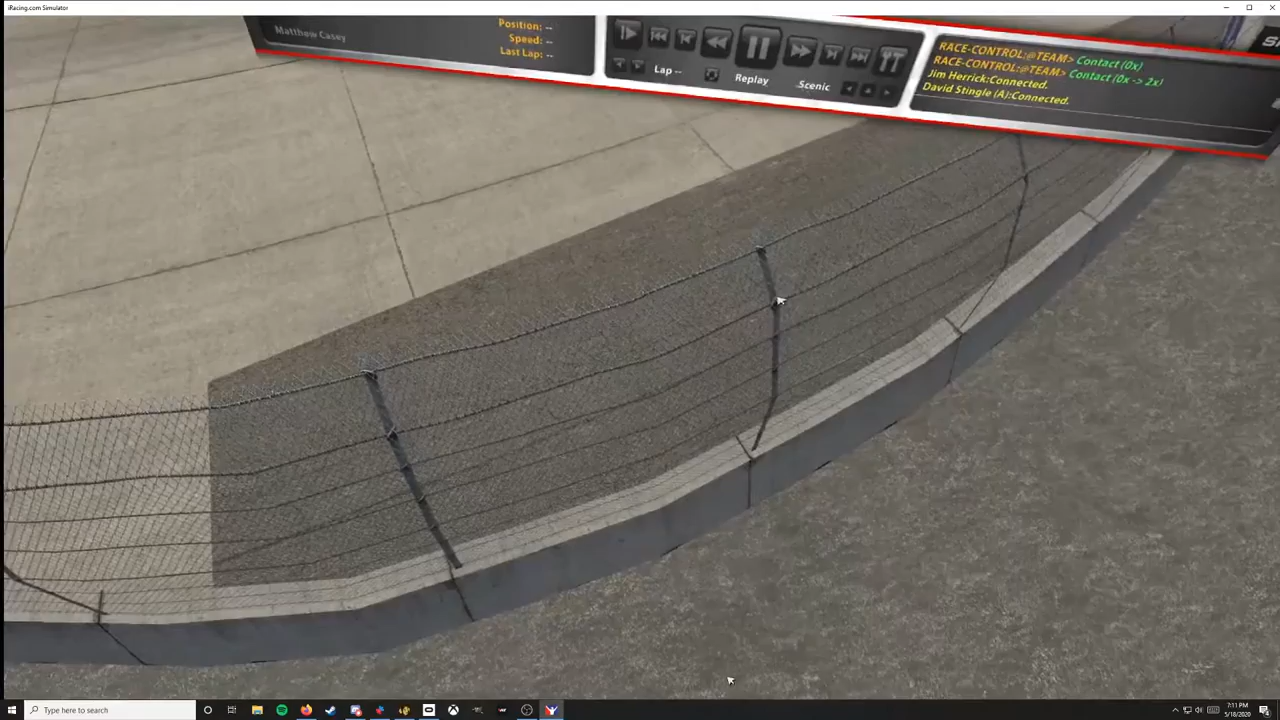 iRacing.com Simulator
Matthew Casey
Position: --
Speed: --
Last Lap: --
Lap --
Replay
Scenic
RACE-CONTROL:@TEAM> Contact (0x)
RACE-CONTROL:@TEAM> Contact (0x -> 2x)
Jim Herrick:Connected.
David Stingle (A):Connected.
Type here to search
7:11 PM
5/18/2020